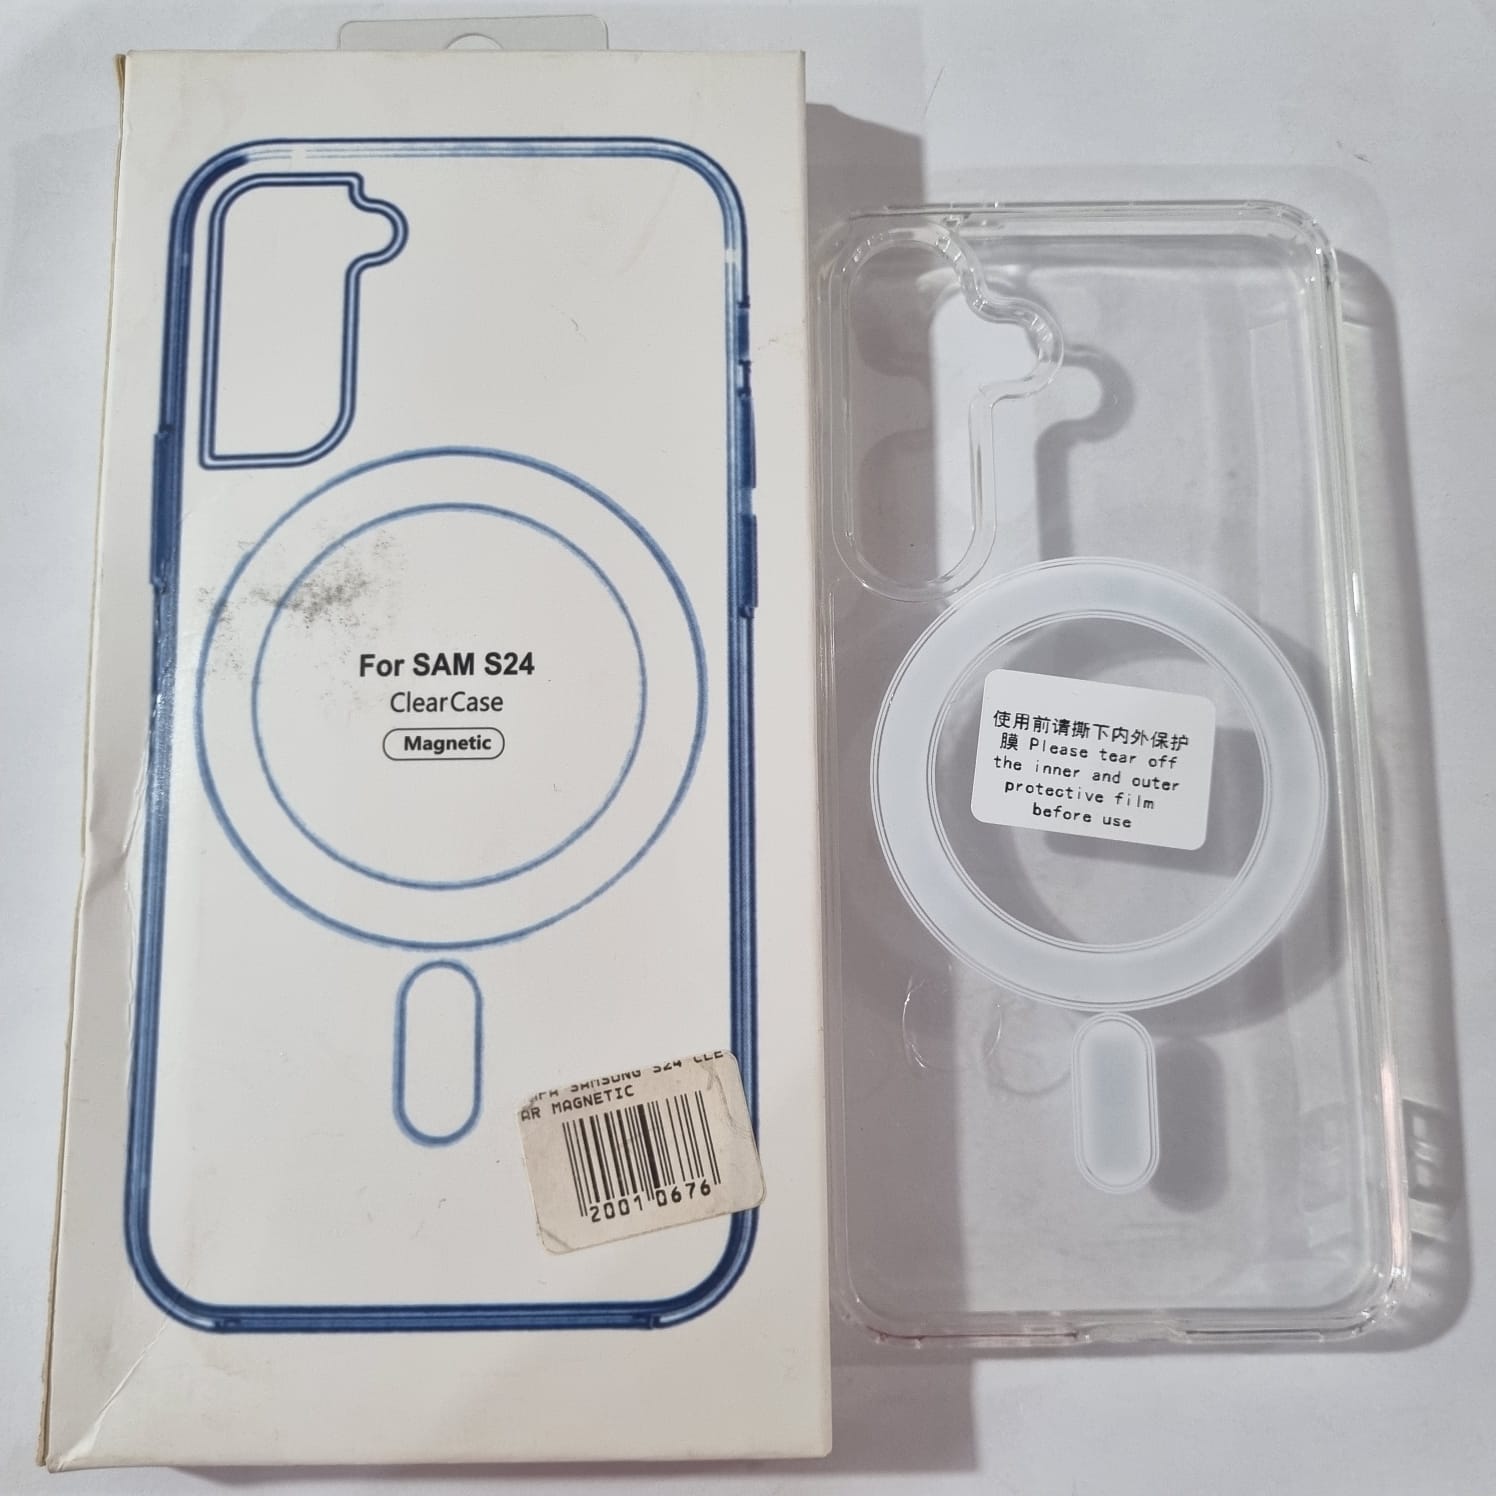 For SAM S24
ClearCase
Magnetic
SAMSUNG S24 CLE
AR MAGNETIC
20010676
使用前请撕下内外保护
膜 Please tear off
the inner and outer
protective film
before use